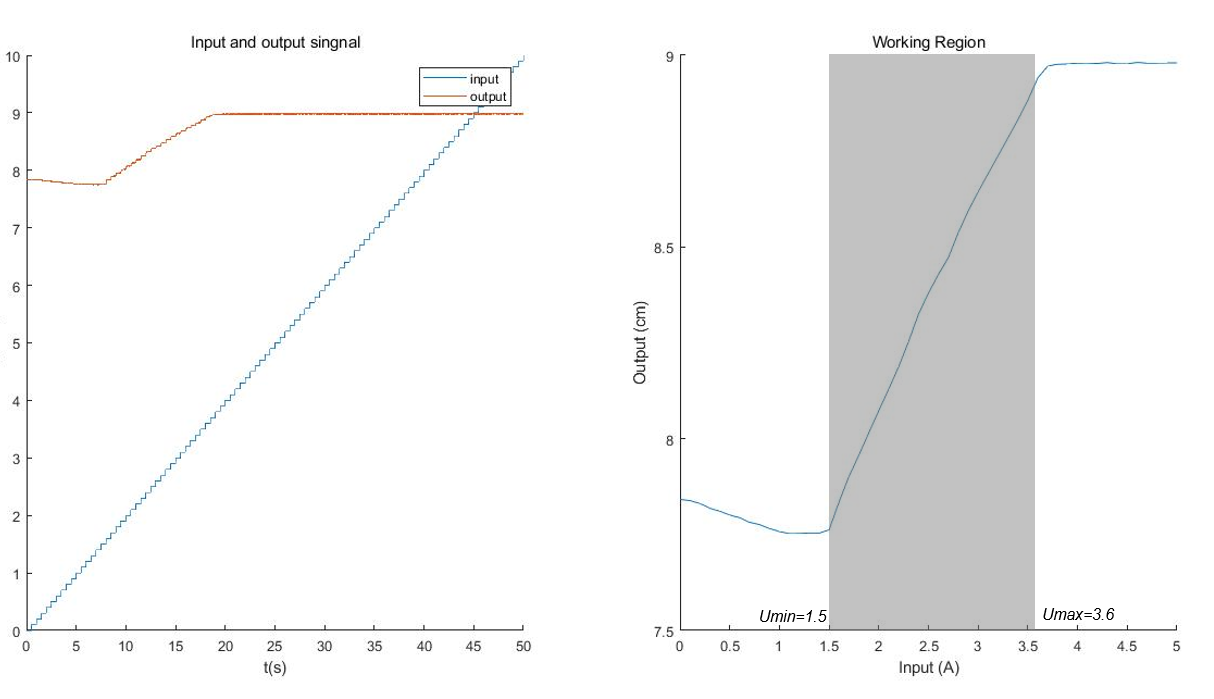 Input and output singnal
input
output
10
9
8
7
6
5
4
3
2
1
0
0 5 10 15 20 25 30 35 40 45 50
t(s)
Working Region
Output (cm)
9
8.5
8
7.5
Umin=1.5 Umax=3.6
0 0.5 1 1.5 2 2.5 3 3.5 4 4.5 5
Input (A)